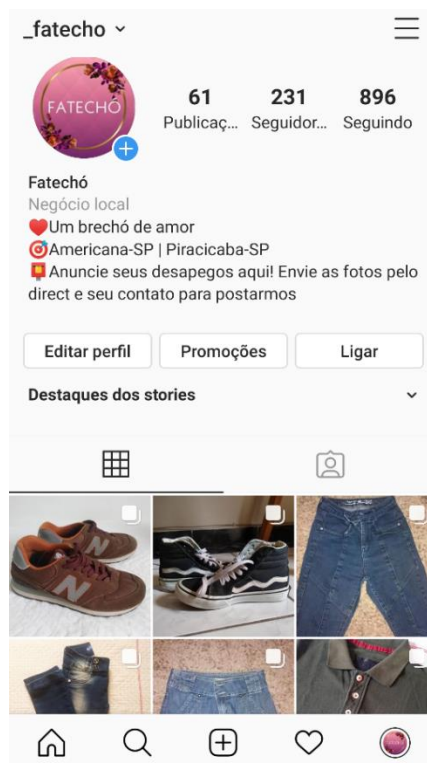 _fatecho
FATECHÓ
61 231 896
Publicaç... Seguidor... Seguindo
Fatechó
Negócio local
❤️Um brechó de amor
🎯Americana-SP | Piracicaba-SP
📮Anuncie seus desapegos aqui! Envie as fotos pelo
direct e seu contato para postarmos
Editar perfil Promoções Ligar
Destaques dos stories
N
N